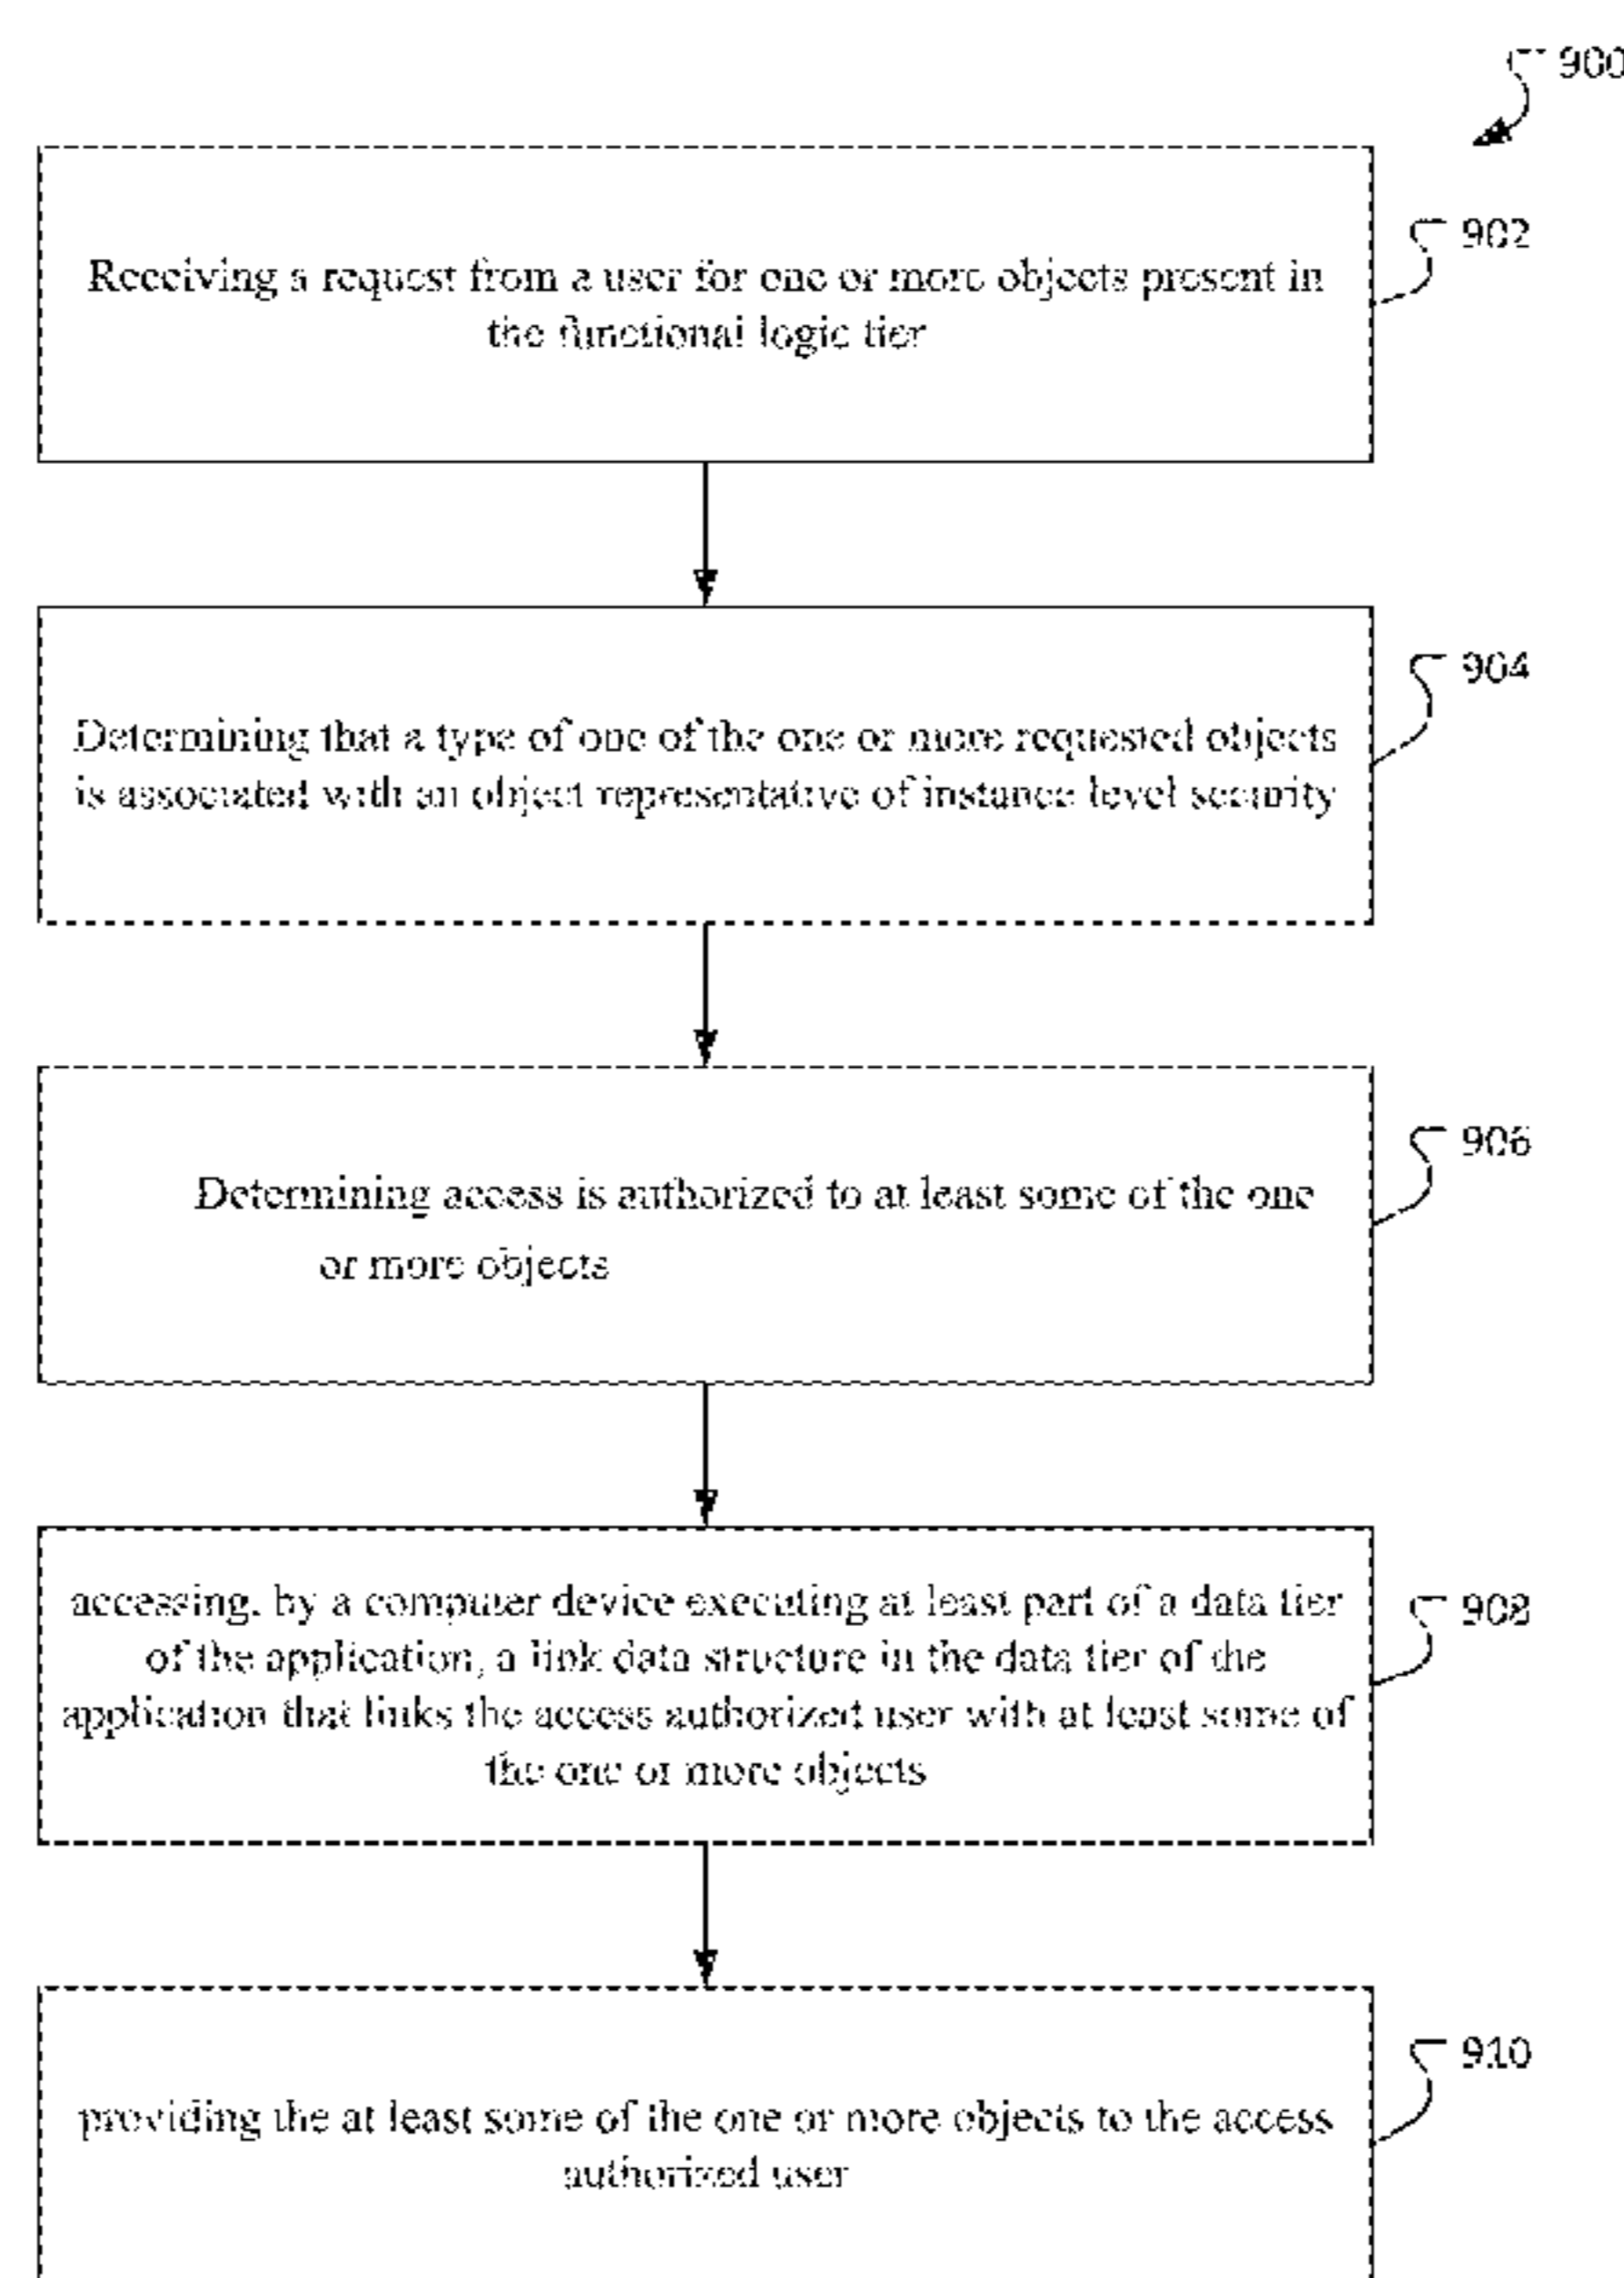 900
902
Receiving a request from a user for one or more objects present in
the functional logic tier
904
Determining that a type of one of the one or more requested objects
is associated with an object representative of instance level security
906
Determining access is authorized to at least some of the one
or more objects
908
accessing, by a computer device executing at least part of a data tier
of the application, a link data structure in the data tier of the
application that links the access authorized user with at least some of
the one or more objects
910
providing the at least some of the one or more objects to the access
authorized user